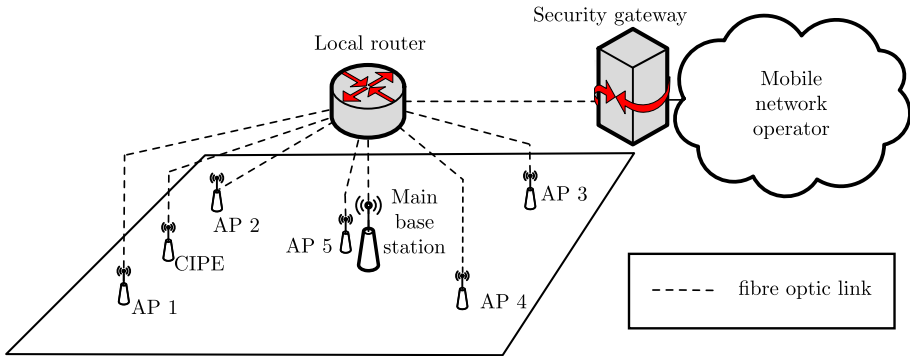 Security gateway
Local router
Mobile
network
operator
AP 3
AP 2
Main
base
station
AP 5
CIPE
AP 1
AP 4
fibre optic link